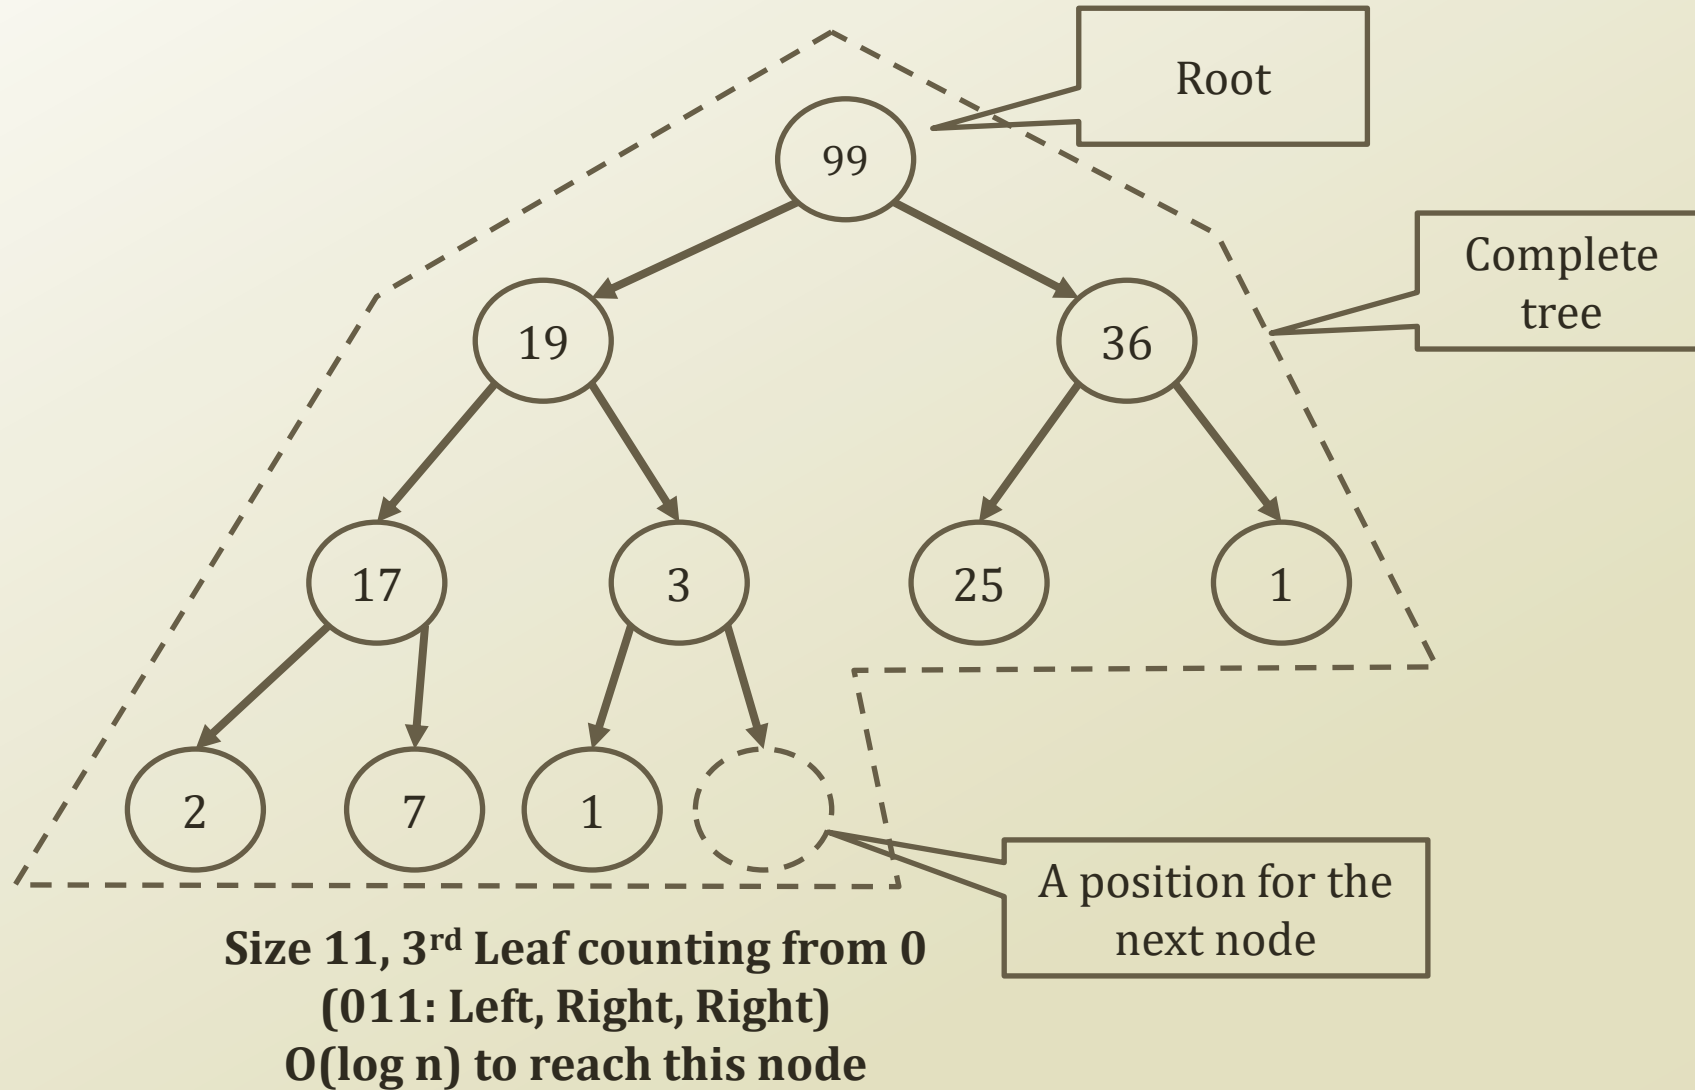 Root
99
Complete
tree
19
36
17
3
25
1
2
7
1
A position for the
next node
Size 11, 3rd Leaf counting from 0
(011: Left, Right, Right)
O(log n) to reach this node